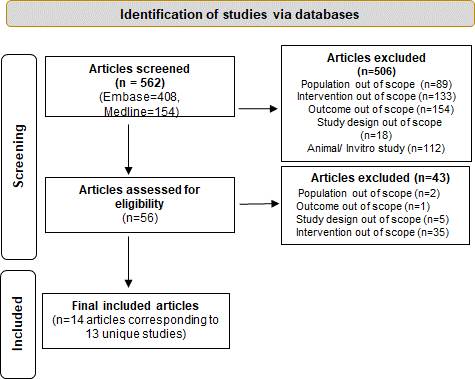 Identification of studies via databases
Screening
Articles screened
(n = 562)
(Embase=408,
Medline=154)
Articles excluded
(n=506)
Population out of scope (n=89)
Intervention out of scope (n=133)
Outcome out of scope (n=154)
Study design out of scope
(n=18)
Animal/ Invitro study (n=112)
Articles assessed for
eligibility
(n=56)
Articles excluded (n=43)
Population out of scope (n=2)
Outcome out of scope (n=1)
Study design out of scope (n=5)
Intervention out of scope (n=35)
Included
Final included articles
(n=14 articles corresponding to
13 unique studies)